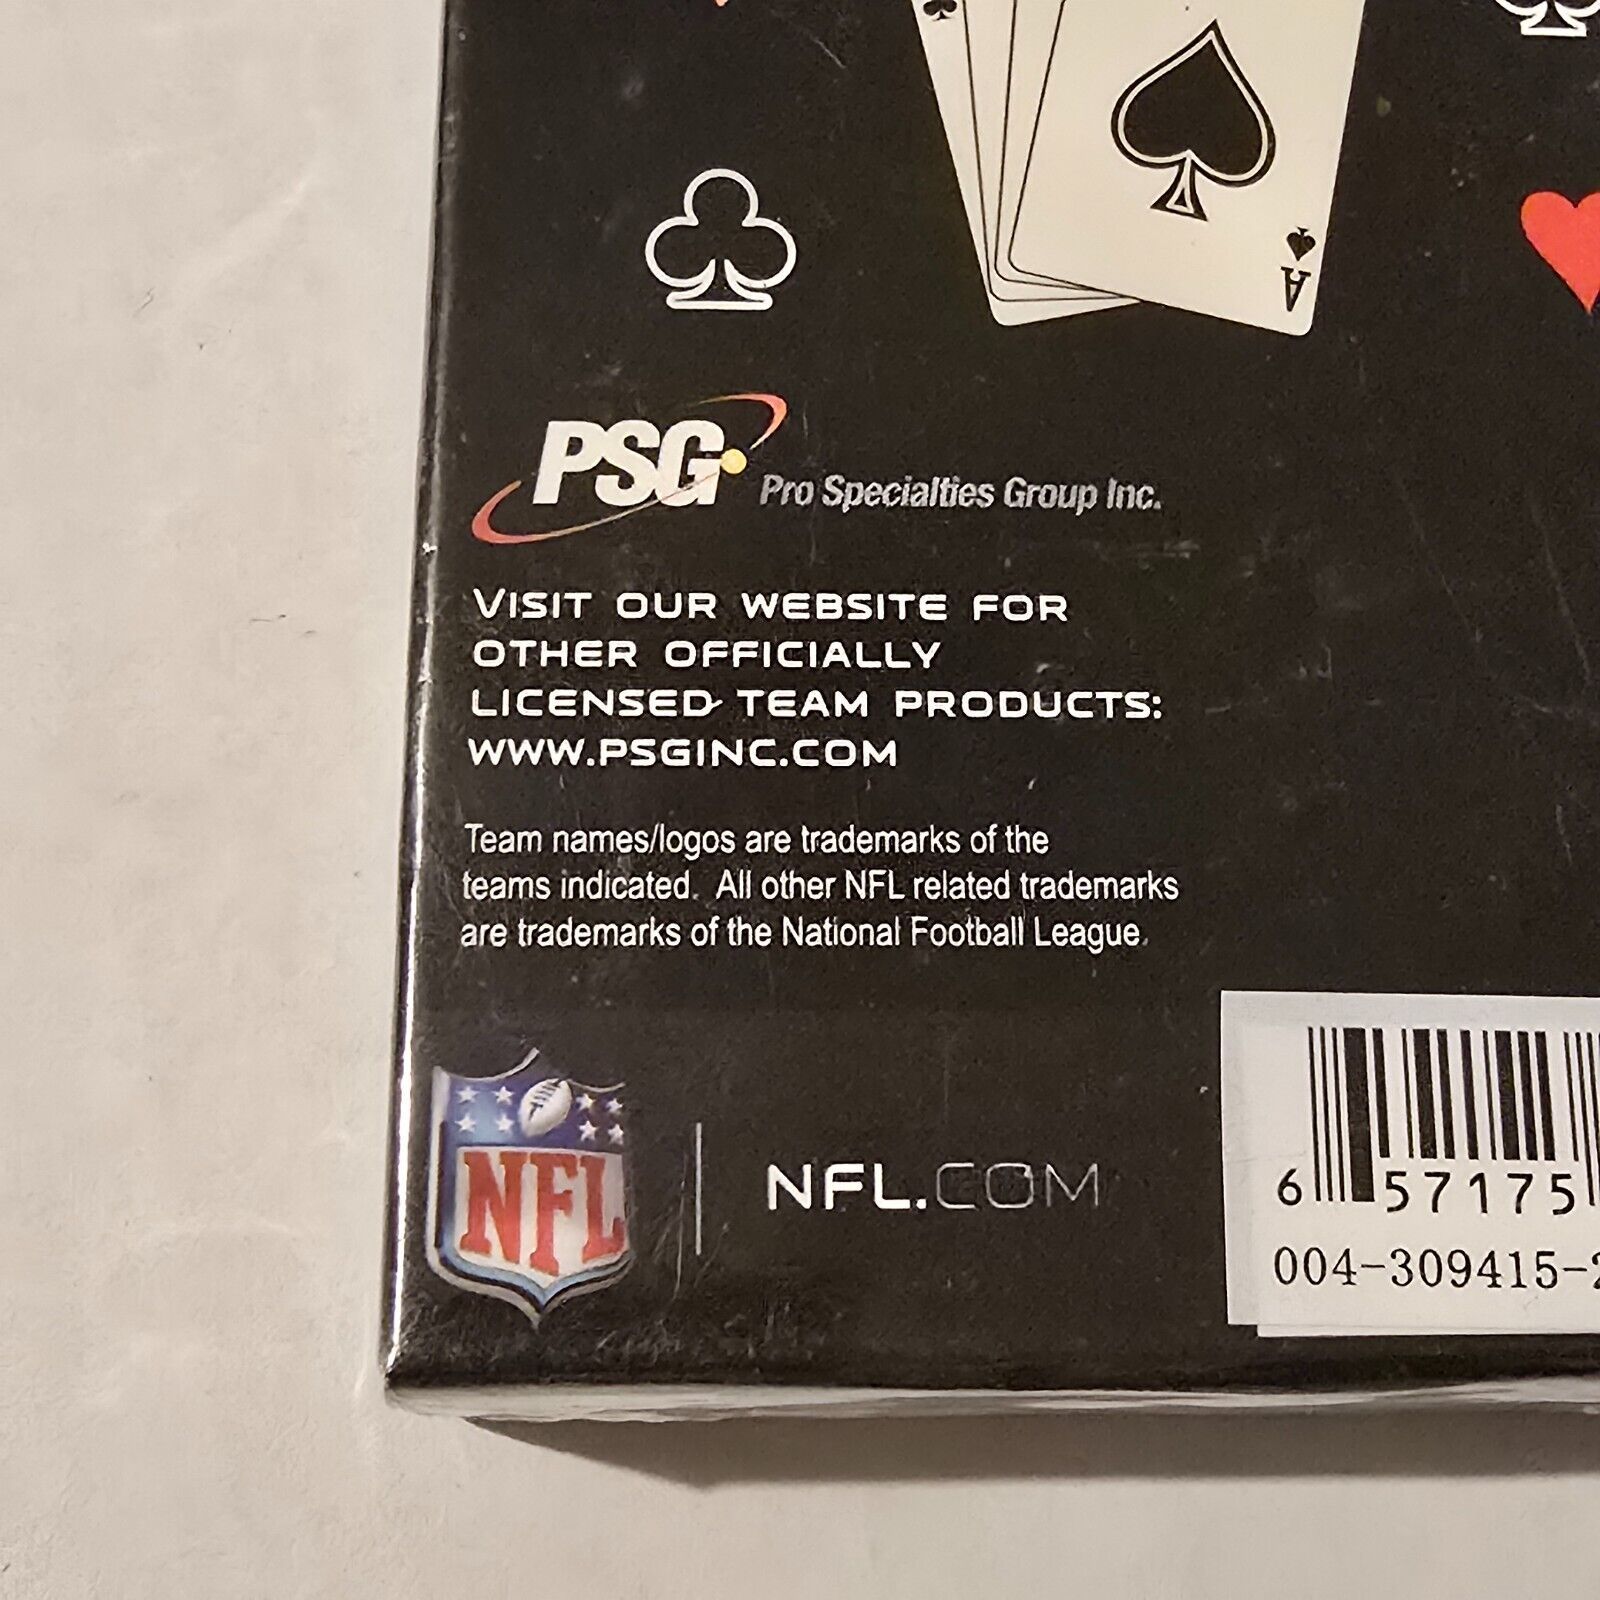 A
PSG Pro Specialties Group Inc.
VISIT OUR WEBSITE FOR
OTHER OFFICIALLY
LICENSED TEAM PRODUCTS:
WWW.PSGINC.COM
Team names/logos are trademarks of the
teams indicated. All other NFL related trademarks
are trademarks of the National Football League.
NFL
NFL.COM
6 57175
004-309415-2